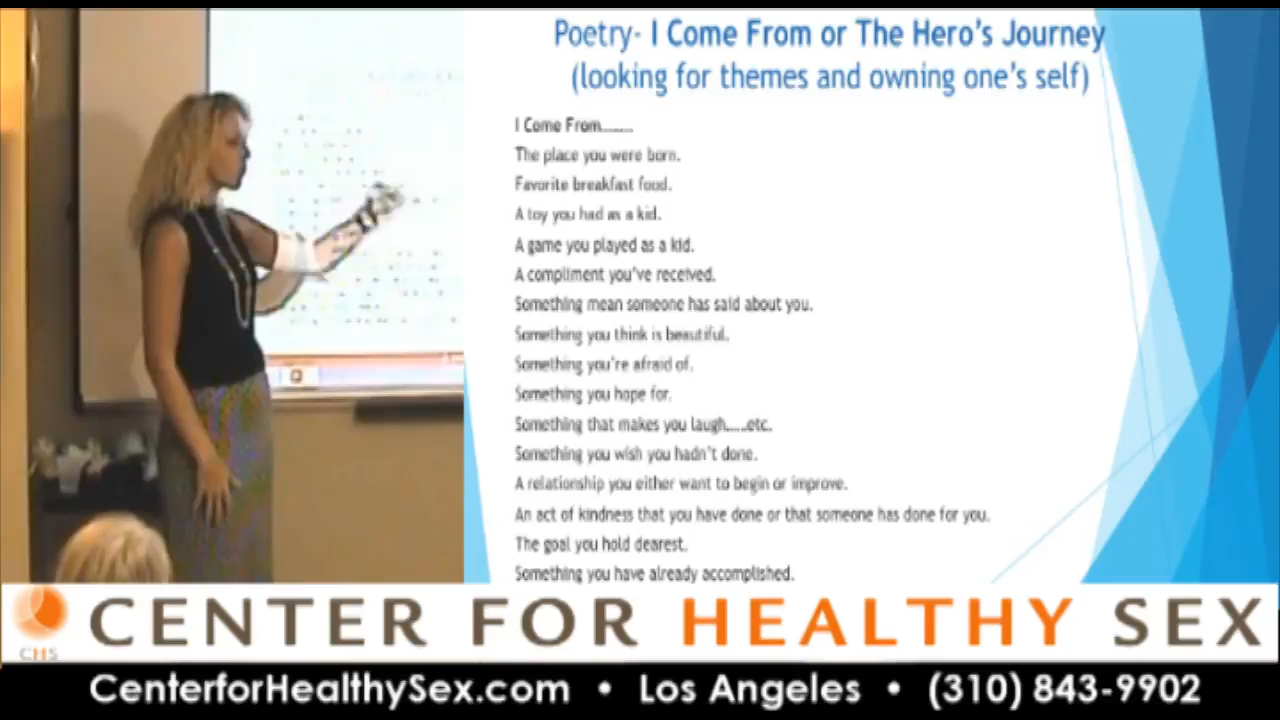 Poetry- I Come From or The Hero's Journey
(looking for themes and owning one's self)
I Come From........
The place you were born.
Favorite breakfast food.
A toy you had as a kid.
A game you played as a kid.
A compliment you've received.
Something mean someone has said about you.
Something you think is beautiful.
Something you're afraid of.
Something you hope for.
Something that makes you laugh.....etc.
Something you wish you hadn't done.
A relationship you either want to begin or improve.
An act of kindness that you have done or that someone has done for you.
The goal you hold dearest.
Something you have already accomplished.
CENTER FOR HEALTHY SEX
CHS
CenterforHealthySex.com • Los Angeles • (310) 843-9902